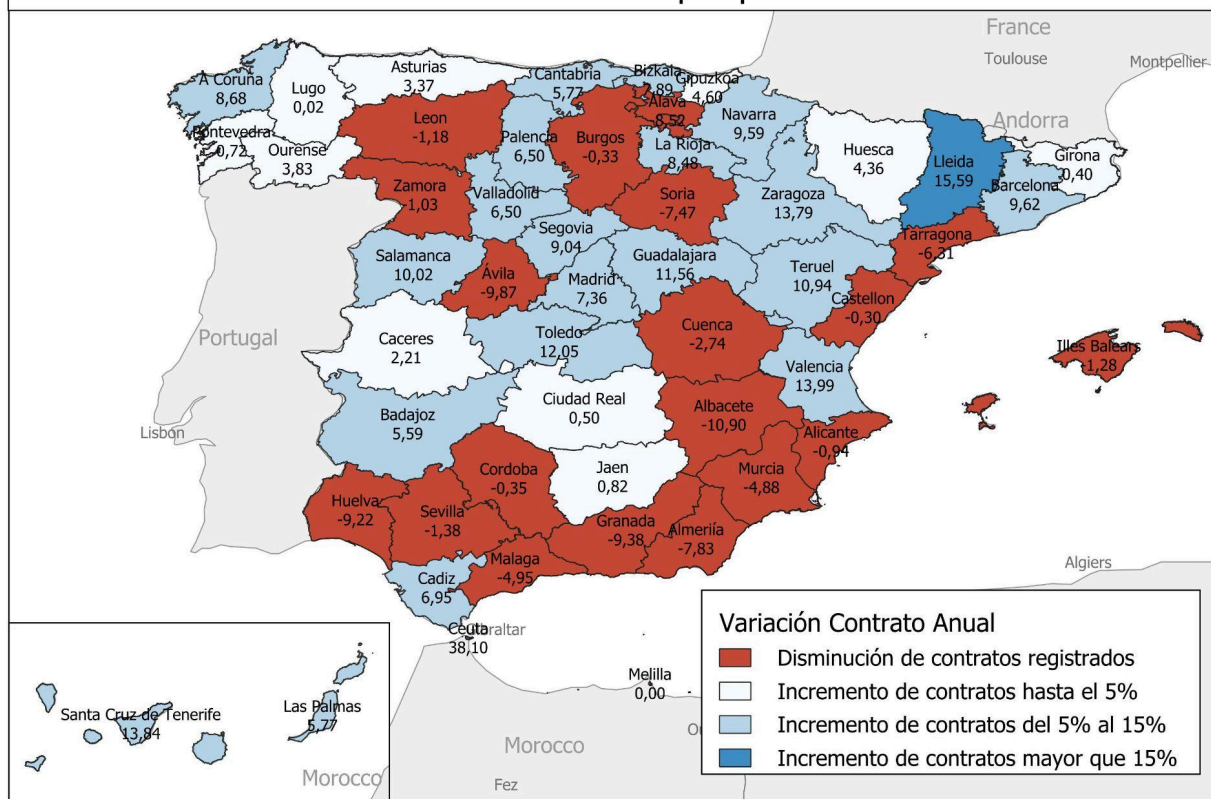 France
Toulouse
Montpellier
Andorra
A Coruña
8,68
Lugo
0,02
Asturias
3,37
Cantabria
5,77
Bizkaia
7,89
Gipuzkoa
4,60
Alava
8,52
Navarra
9,59
Pontevedra
-0,72
Ourense
3,83
Leon
-1,18
Palencia
6,50
Burgos
-0,33
La Rioja
8,48
Huesca
4,36
Lleida
15,59
Girona
0,40
Barcelona
9,62
Zamora
-1,03
Valladolid
6,50
Soria
-7,47
Zaragoza
13,79
Tarragona
-6,31
Segovia
9,04
Salamanca
10,02
Ávila
-9,87
Madrid
7,36
Guadalajara
11,56
Teruel
10,94
Castellon
-0,30
Portugal
Caceres
2,21
Toledo
12,05
Cuenca
-2,74
Valencia
13,99
Illes Balears
-1,28
Lisbon
Badajoz
5,59
Ciudad Real
0,50
Albacete
-10,90
Alicante
-0,94
Cordoba
-0,35
Jaen
0,82
Murcia
-4,88
Huelva
-9,22
Sevilla
-1,38
Granada
-9,38
Almeriía
-7,83
Malaga
-4,95
Cadiz
6,95
Ceuta
38,10
Gibraltar
Melilla
0,00
Algiers
Morocco
Fez
Santa Cruz de Tenerife
13,84
Las Palmas
5,77
Morocco
Variación Contrato Anual
Disminución de contratos registrados
Incremento de contratos hasta el 5%
Incremento de contratos del 5% al 15%
Incremento de contratos mayor que 15%